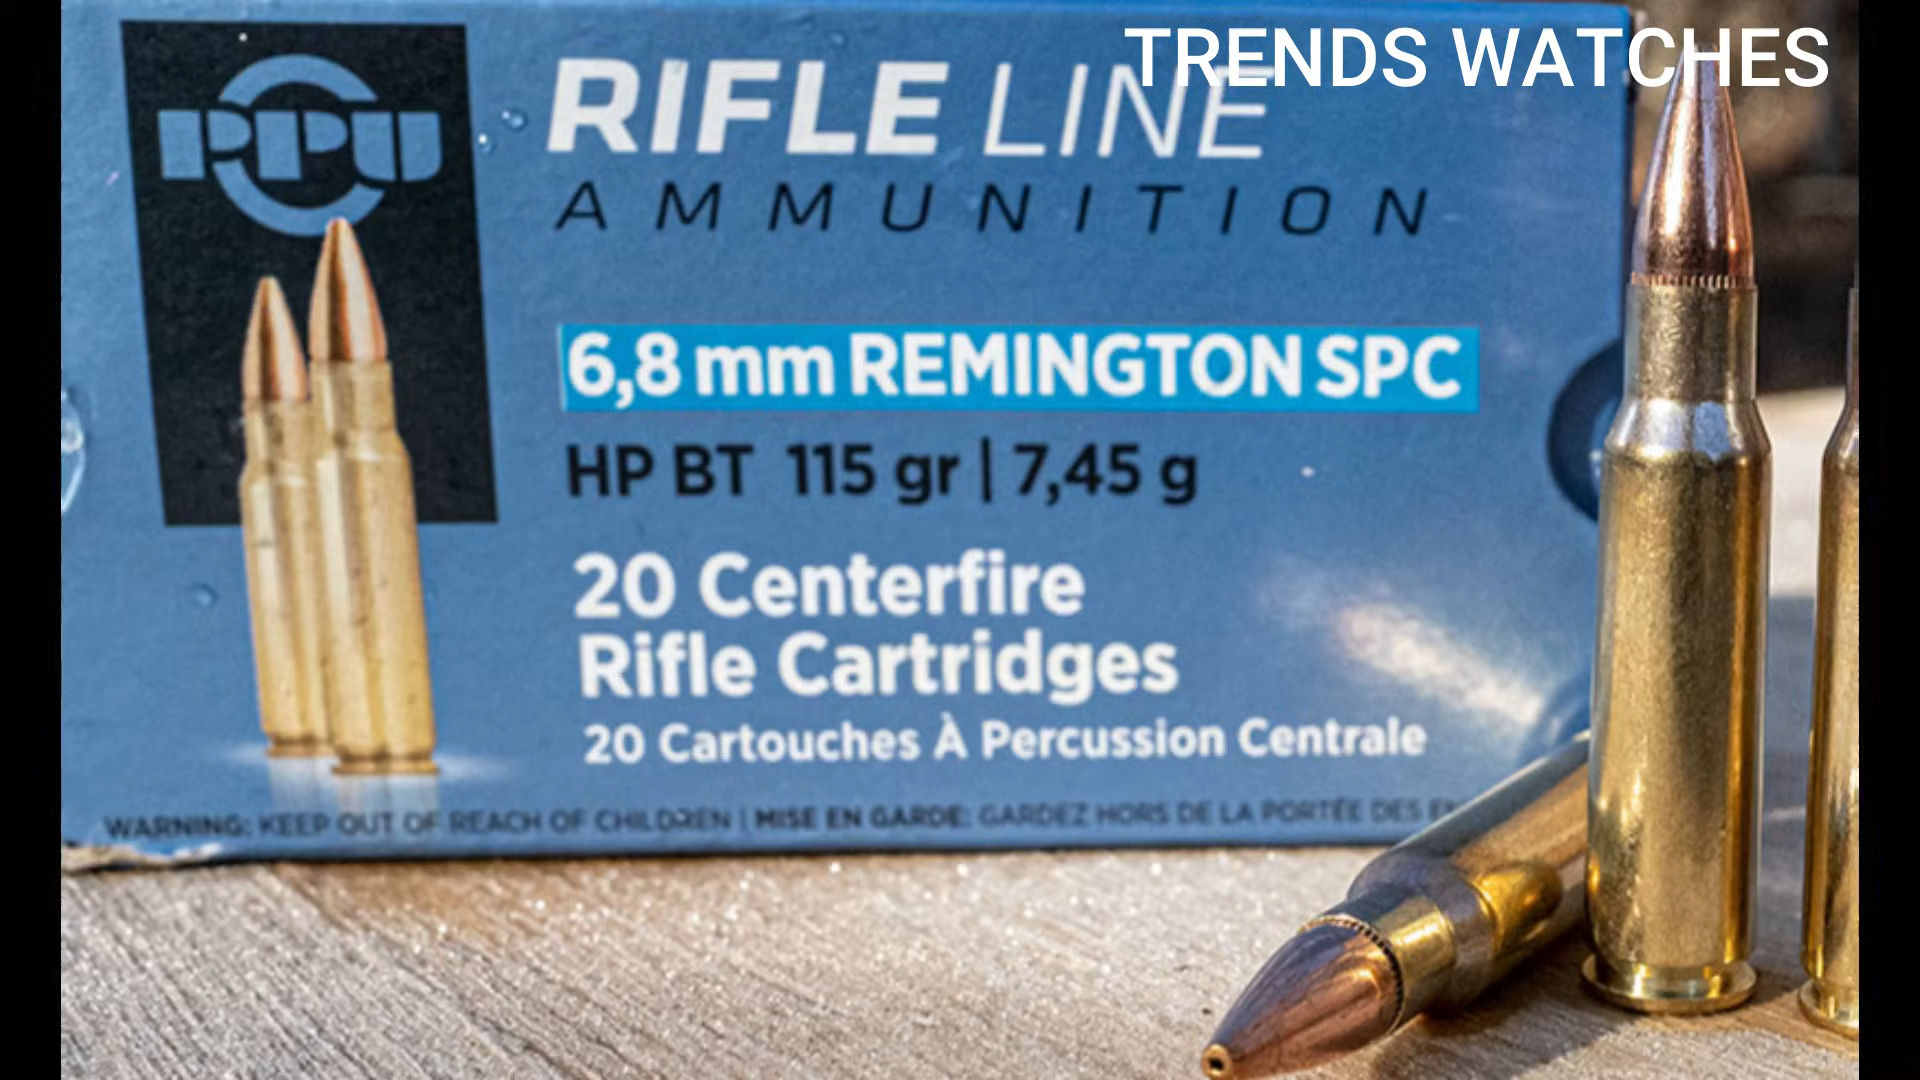 TRENDS WATCHES
PPU
RIFLE LINE
AMMUNITION
6,8 mm REMINGTON SPC
HP BT 115 gr | 7,45 g
20 Centerfire
Rifle Cartridges
20 Cartouches À Percussion Centrale
WARNING: KEEP OUT OF REACH OF CHILDREN | MISE EN GARDE: GARDEZ HORS DE LA PORTÉE DES